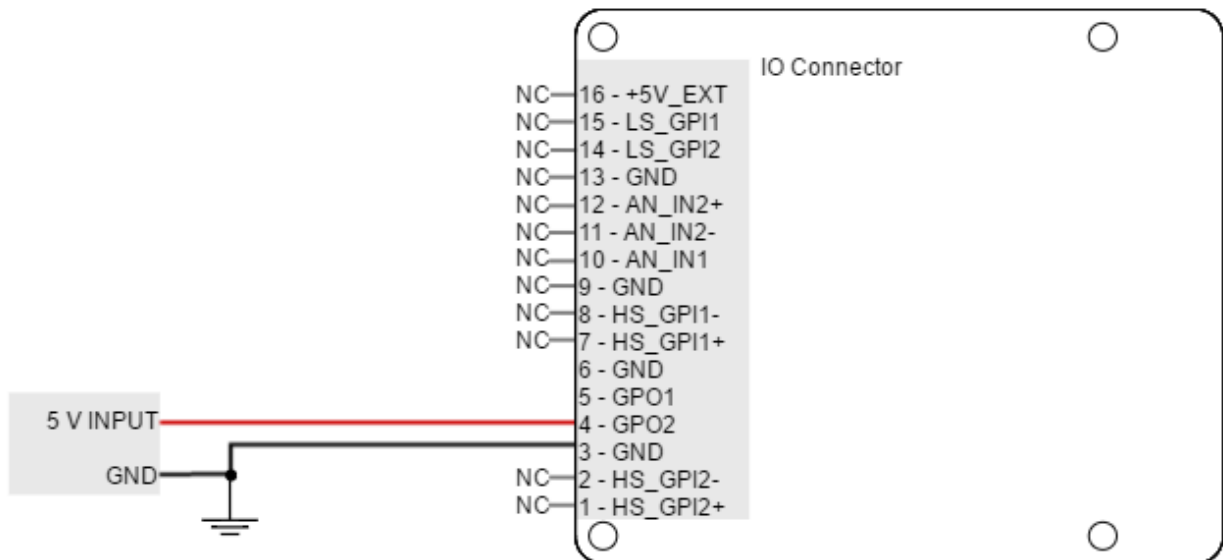 IO Connector
NC 16 - +5V_EXT
NC 15 - LS_GPI1
NC 14 - LS_GPI2
NC 13 - GND
NC 12 - AN_IN2+
NC 11 - AN_IN2-
NC 10 - AN_IN1
NC 9 - GND
NC 8 - HS_GPI1-
NC 7 - HS_GPI1+
6 - GND
5 - GPO1
5 V INPUT 4 - GPO2
3 - GND
GND NC 2 - HS_GPI2-
NC 1 - HS_GPI2+